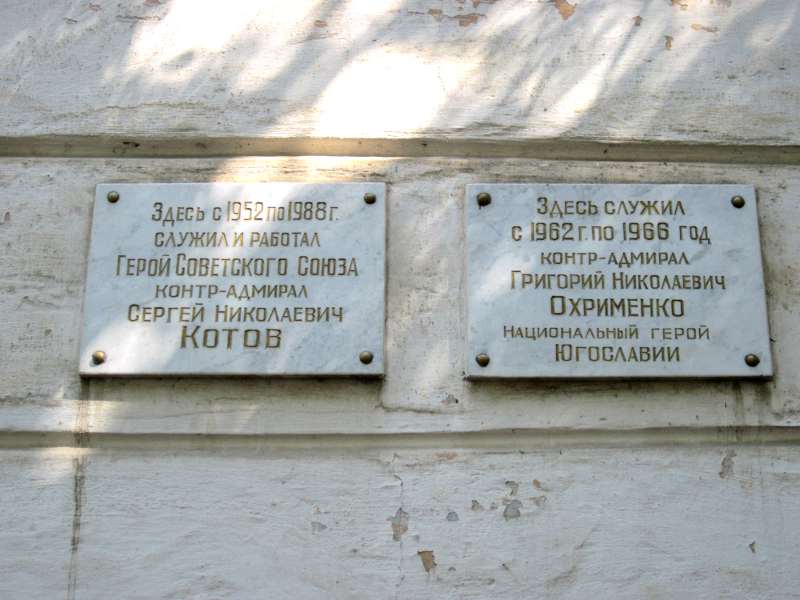 Здесь с 1952 по 1988 г.
служил и работал
Герой Советского Союза
контр-адмирал
Сергей Николаевич
Котов
Здесь служил
с 1962 г. по 1966 год
контр-адмирал
Григорий Николаевич
Охрименко
национальный герой
Югославии